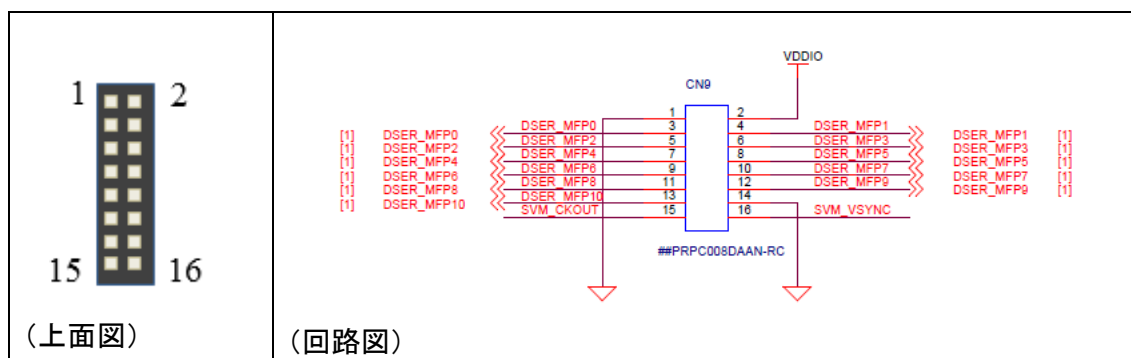 1 2
15 16
(上面図)
VDDIO
CN9
1 2
DSER_MFP0 3 4 DSER_MFP1
[1] DSER_MFP0 DSER_MFP2 5 6 DSER_MFP3 DSER_MFP1 [1]
[1] DSER_MFP2 DSER_MFP4 7 8 DSER_MFP5 DSER_MFP3 [1]
[1] DSER_MFP4 DSER_MFP6 9 10 DSER_MFP7 DSER_MFP5 [1]
[1] DSER_MFP6 DSER_MFP8 11 12 DSER_MFP9 DSER_MFP7 [1]
[1] DSER_MFP8 DSER_MFP10 13 14 DSER_MFP9 [1]
[1] DSER_MFP10 SVM_CKOUT 15 16 SVM_VSYNC
##PRPC008DAAN-RC
(回路図)